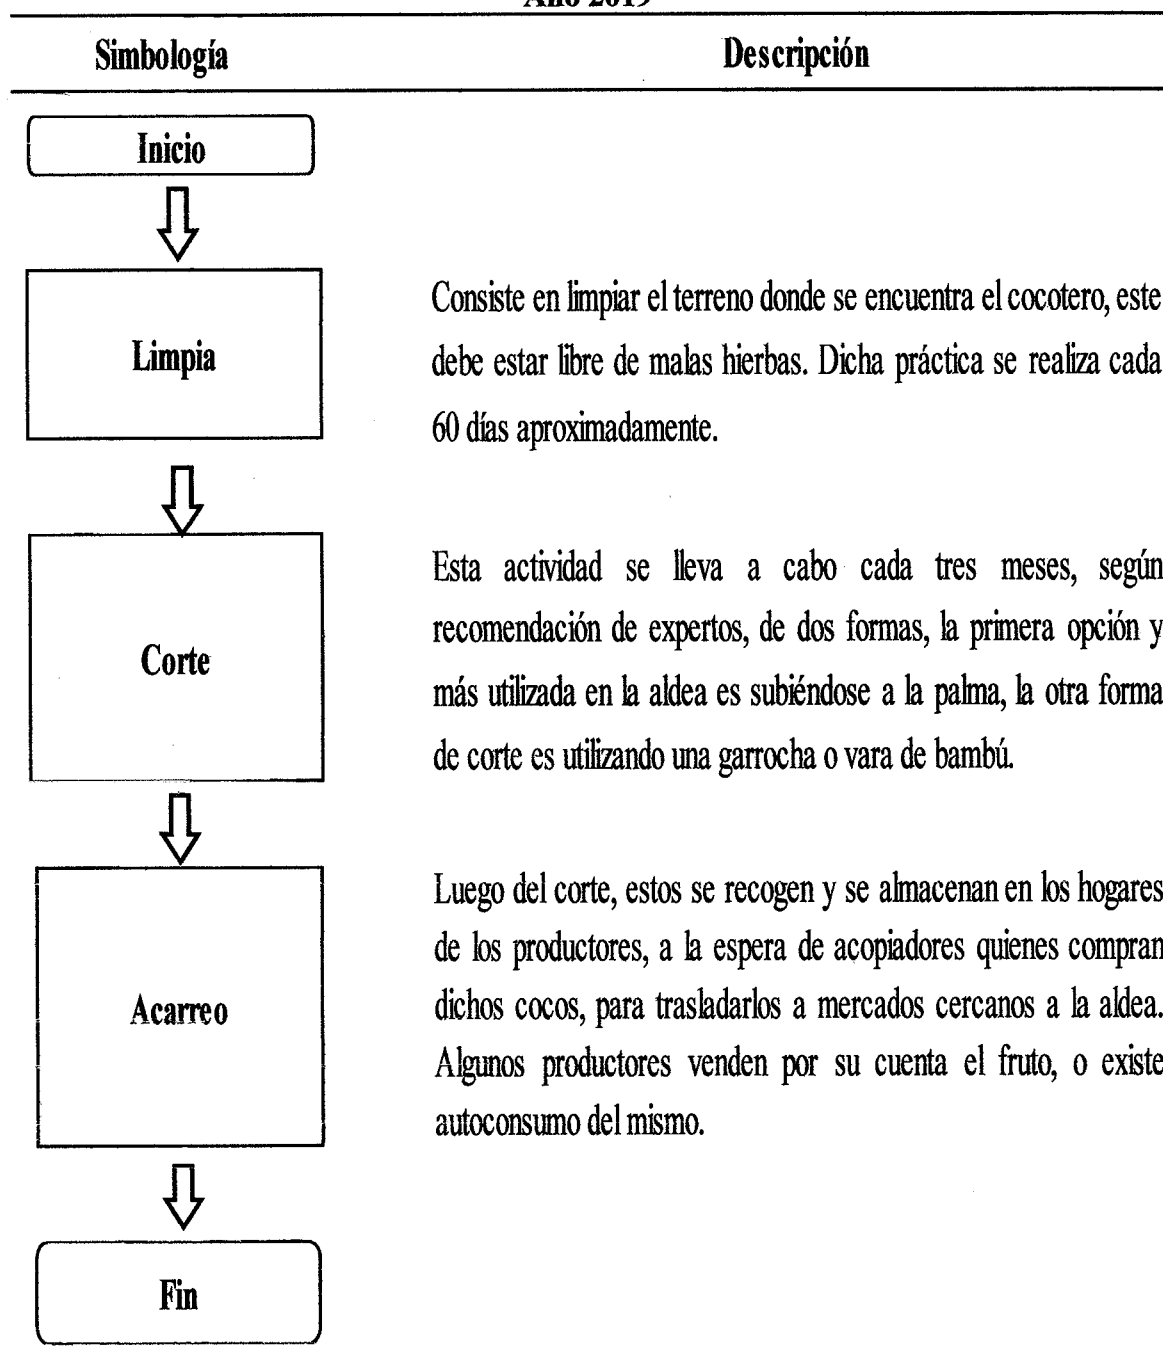 Año 2019
Simbología
Descripción
Inicio
Limpia
Consiste en limpiar el terreno donde se encuentra el cocotero, este
debe estar libre de malas hierbas. Dicha práctica se realiza cada
60 días aproximadamente.
Corte
Esta actividad se lleva a cabo cada tres meses, según
recomendación de expertos, de dos formas, la primera opción y
más utilizada en la aldea es subiéndose a la palma, la otra forma
de corte es utilizando una garrocha o vara de bambú.
Acarreo
Luego del corte, estos se recogen y se almacenan en los hogares
de los productores, a la espera de acopiadores quienes compran
dichos cocos, para trasladarlos a mercados cercanos a la aldea.
Algunos productores venden por su cuenta el fruto, o existe
autoconsumo del mismo.
Fin